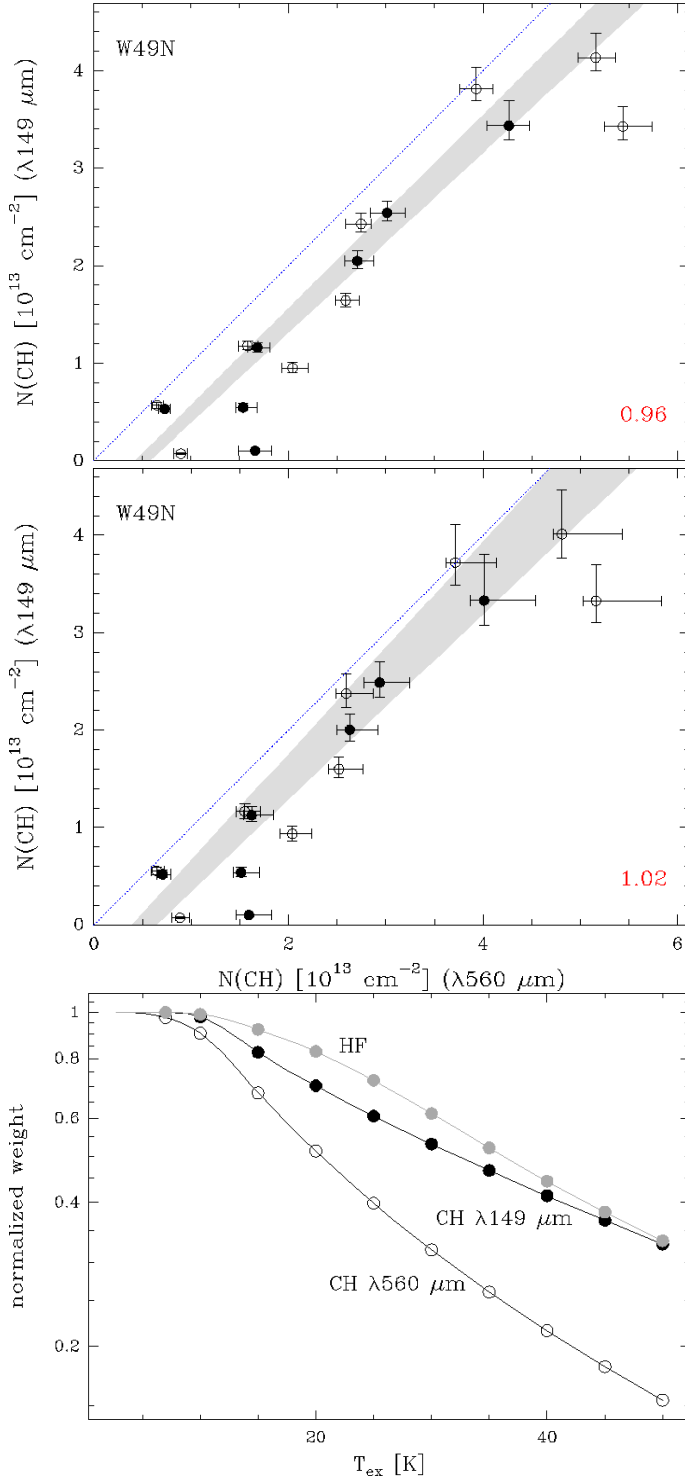 W49N
4
3
2
1
0
N(CH) [10¹³ cm⁻²] (λ149 μm)
0.96
W49N
4
3
2
1
0
N(CH) [10¹³ cm⁻²] (λ149 μm)
1.02
0 2 4 6
N(CH) [10¹³ cm⁻²] (λ560 μm)
1
0.8
0.6
0.4
0.2
normalized weight
HF
CH λ149 μm
CH λ560 μm
20 40
T_ex [K]